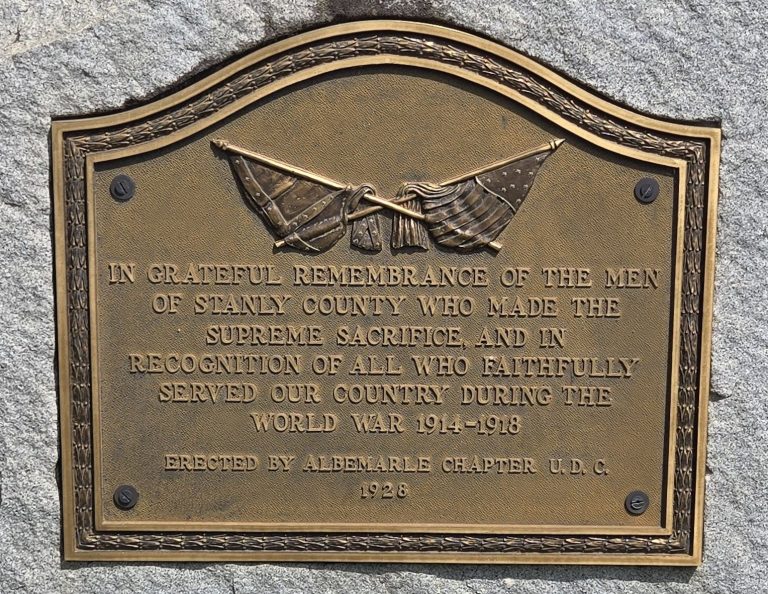 IN GRATEFUL REMEMBRANCE OF THE MEN
OF STANLY COUNTY WHO MADE THE
SUPREME SACRIFICE, AND IN
RECOGNITION OF ALL WHO FAITHFULLY
SERVED OUR COUNTRY DURING THE
WORLD WAR 1914-1918
ERECTED BY ALBEMARLE CHAPTER U. D. C.
1928